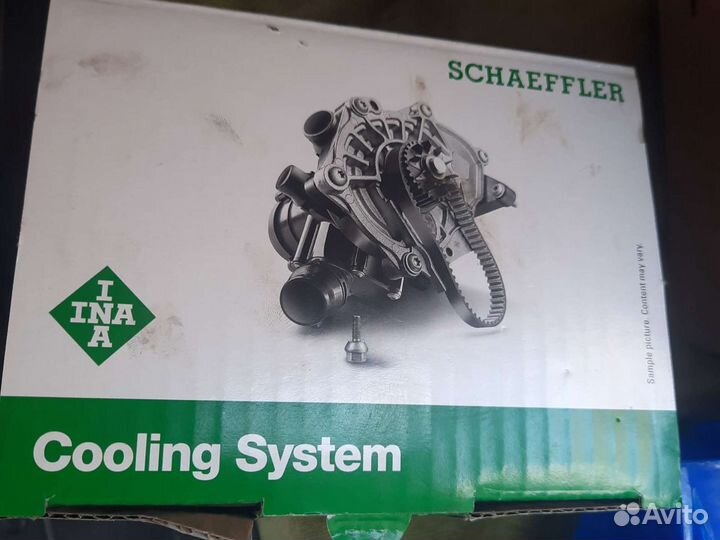 SCHAEFFLER
I
INA
A
Sample picture. Content may vary.
Cooling System
Avito